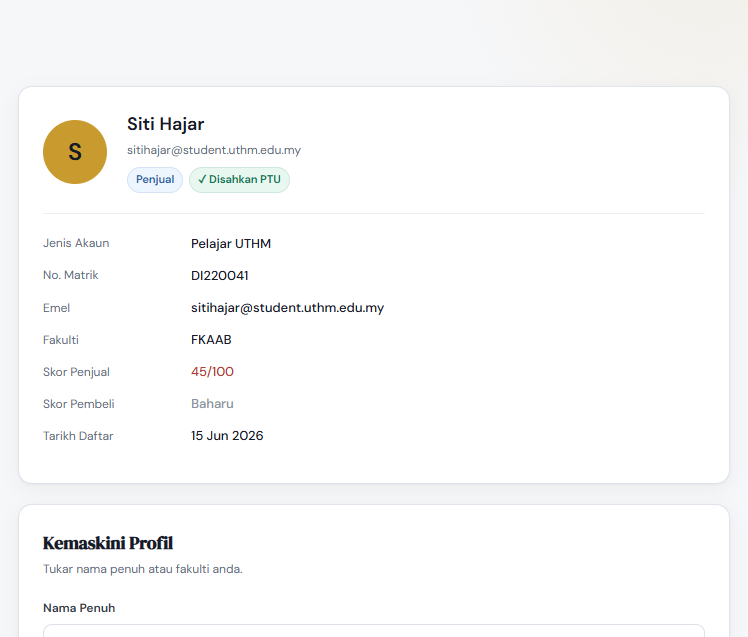 S
Siti Hajar
sitihajar@student.uthm.edu.my
Penjual ✓ Disahkan PTU
Jenis Akaun Pelajar UTHM
No. Matrik DI220041
Emel sitihajar@student.uthm.edu.my
Fakulti FKAAB
Skor Penjual 45/100
Skor Pembeli Baharu
Tarikh Daftar 15 Jun 2026
Kemaskini Profil
Tukar nama penuh atau fakulti anda.
Nama Penuh